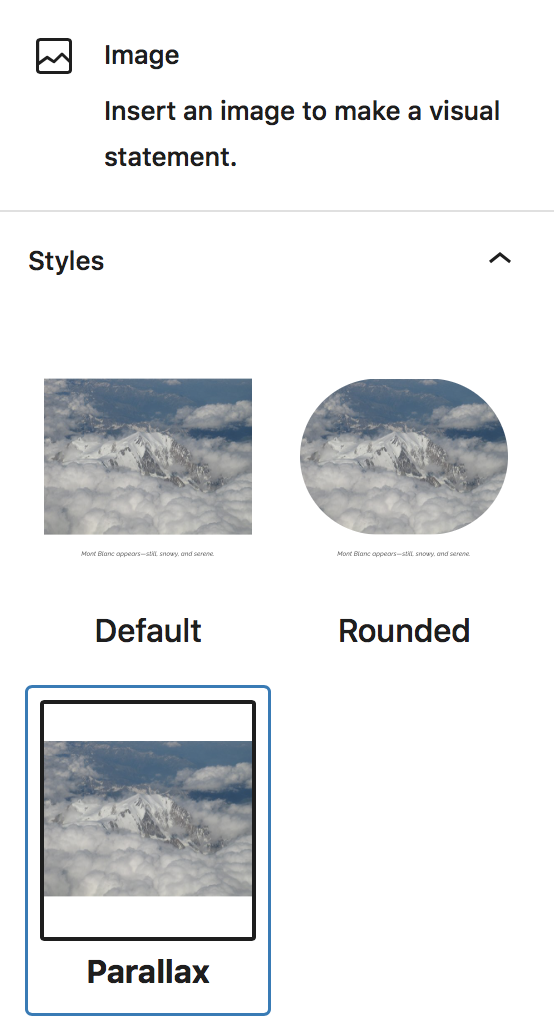 Image
Insert an image to make a visual
statement.
Styles
Mont Blanc appears—still, snowy, and serene.
Mont Blanc appears—still, snowy, and serene.
Default
Rounded
Parallax